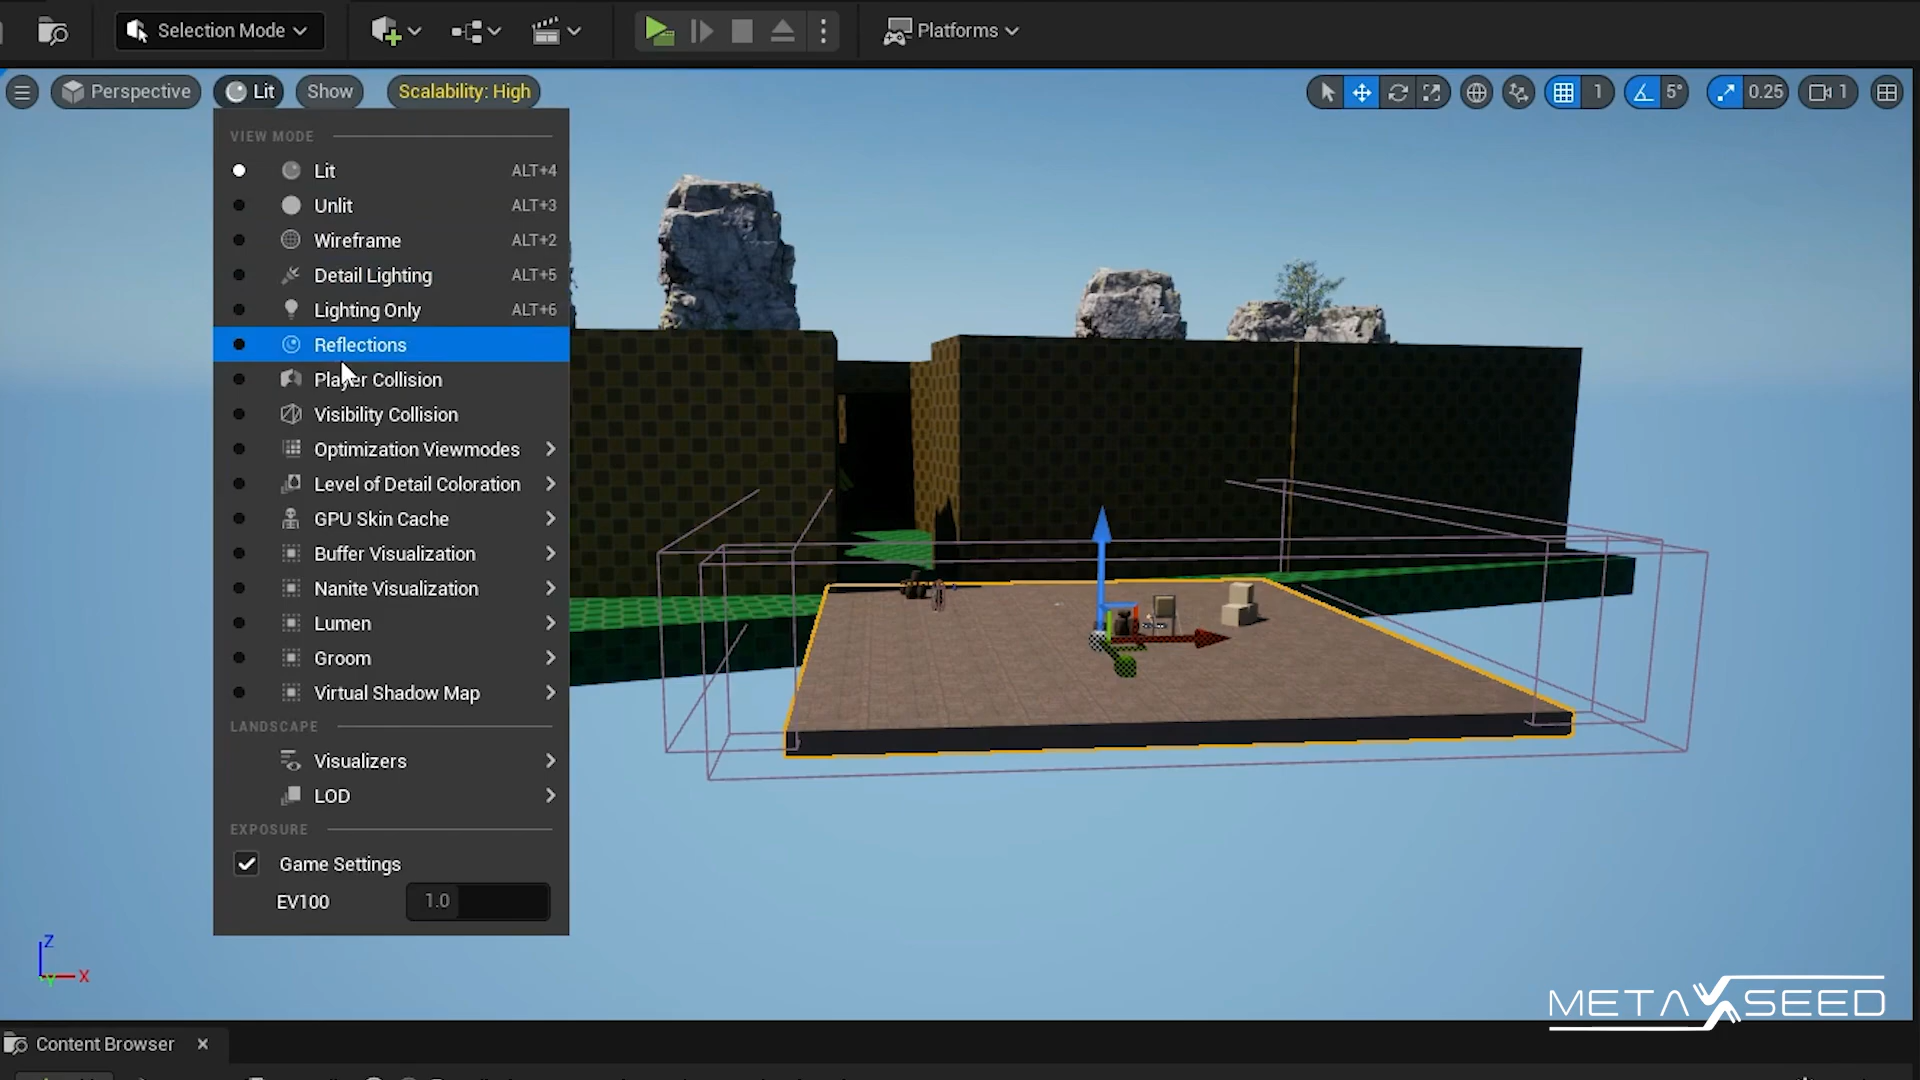 Selection Mode
Platforms
Perspective
Lit
Show
Scalability: High
1
5°
0.25
1
VIEW MODE
Lit ALT+4
Unlit ALT+3
Wireframe ALT+2
Detail Lighting ALT+5
Lighting Only ALT+6
Reflections
Player Collision
Visibility Collision
Optimization Viewmodes
Level of Detail Coloration
GPU Skin Cache
Buffer Visualization
Nanite Visualization
Lumen
Groom
Virtual Shadow Map
LANDSCAPE
Visualizers
LOD
EXPOSURE
Game Settings
EV100 1.0
Z
X
Y
META SEED
Content Browser